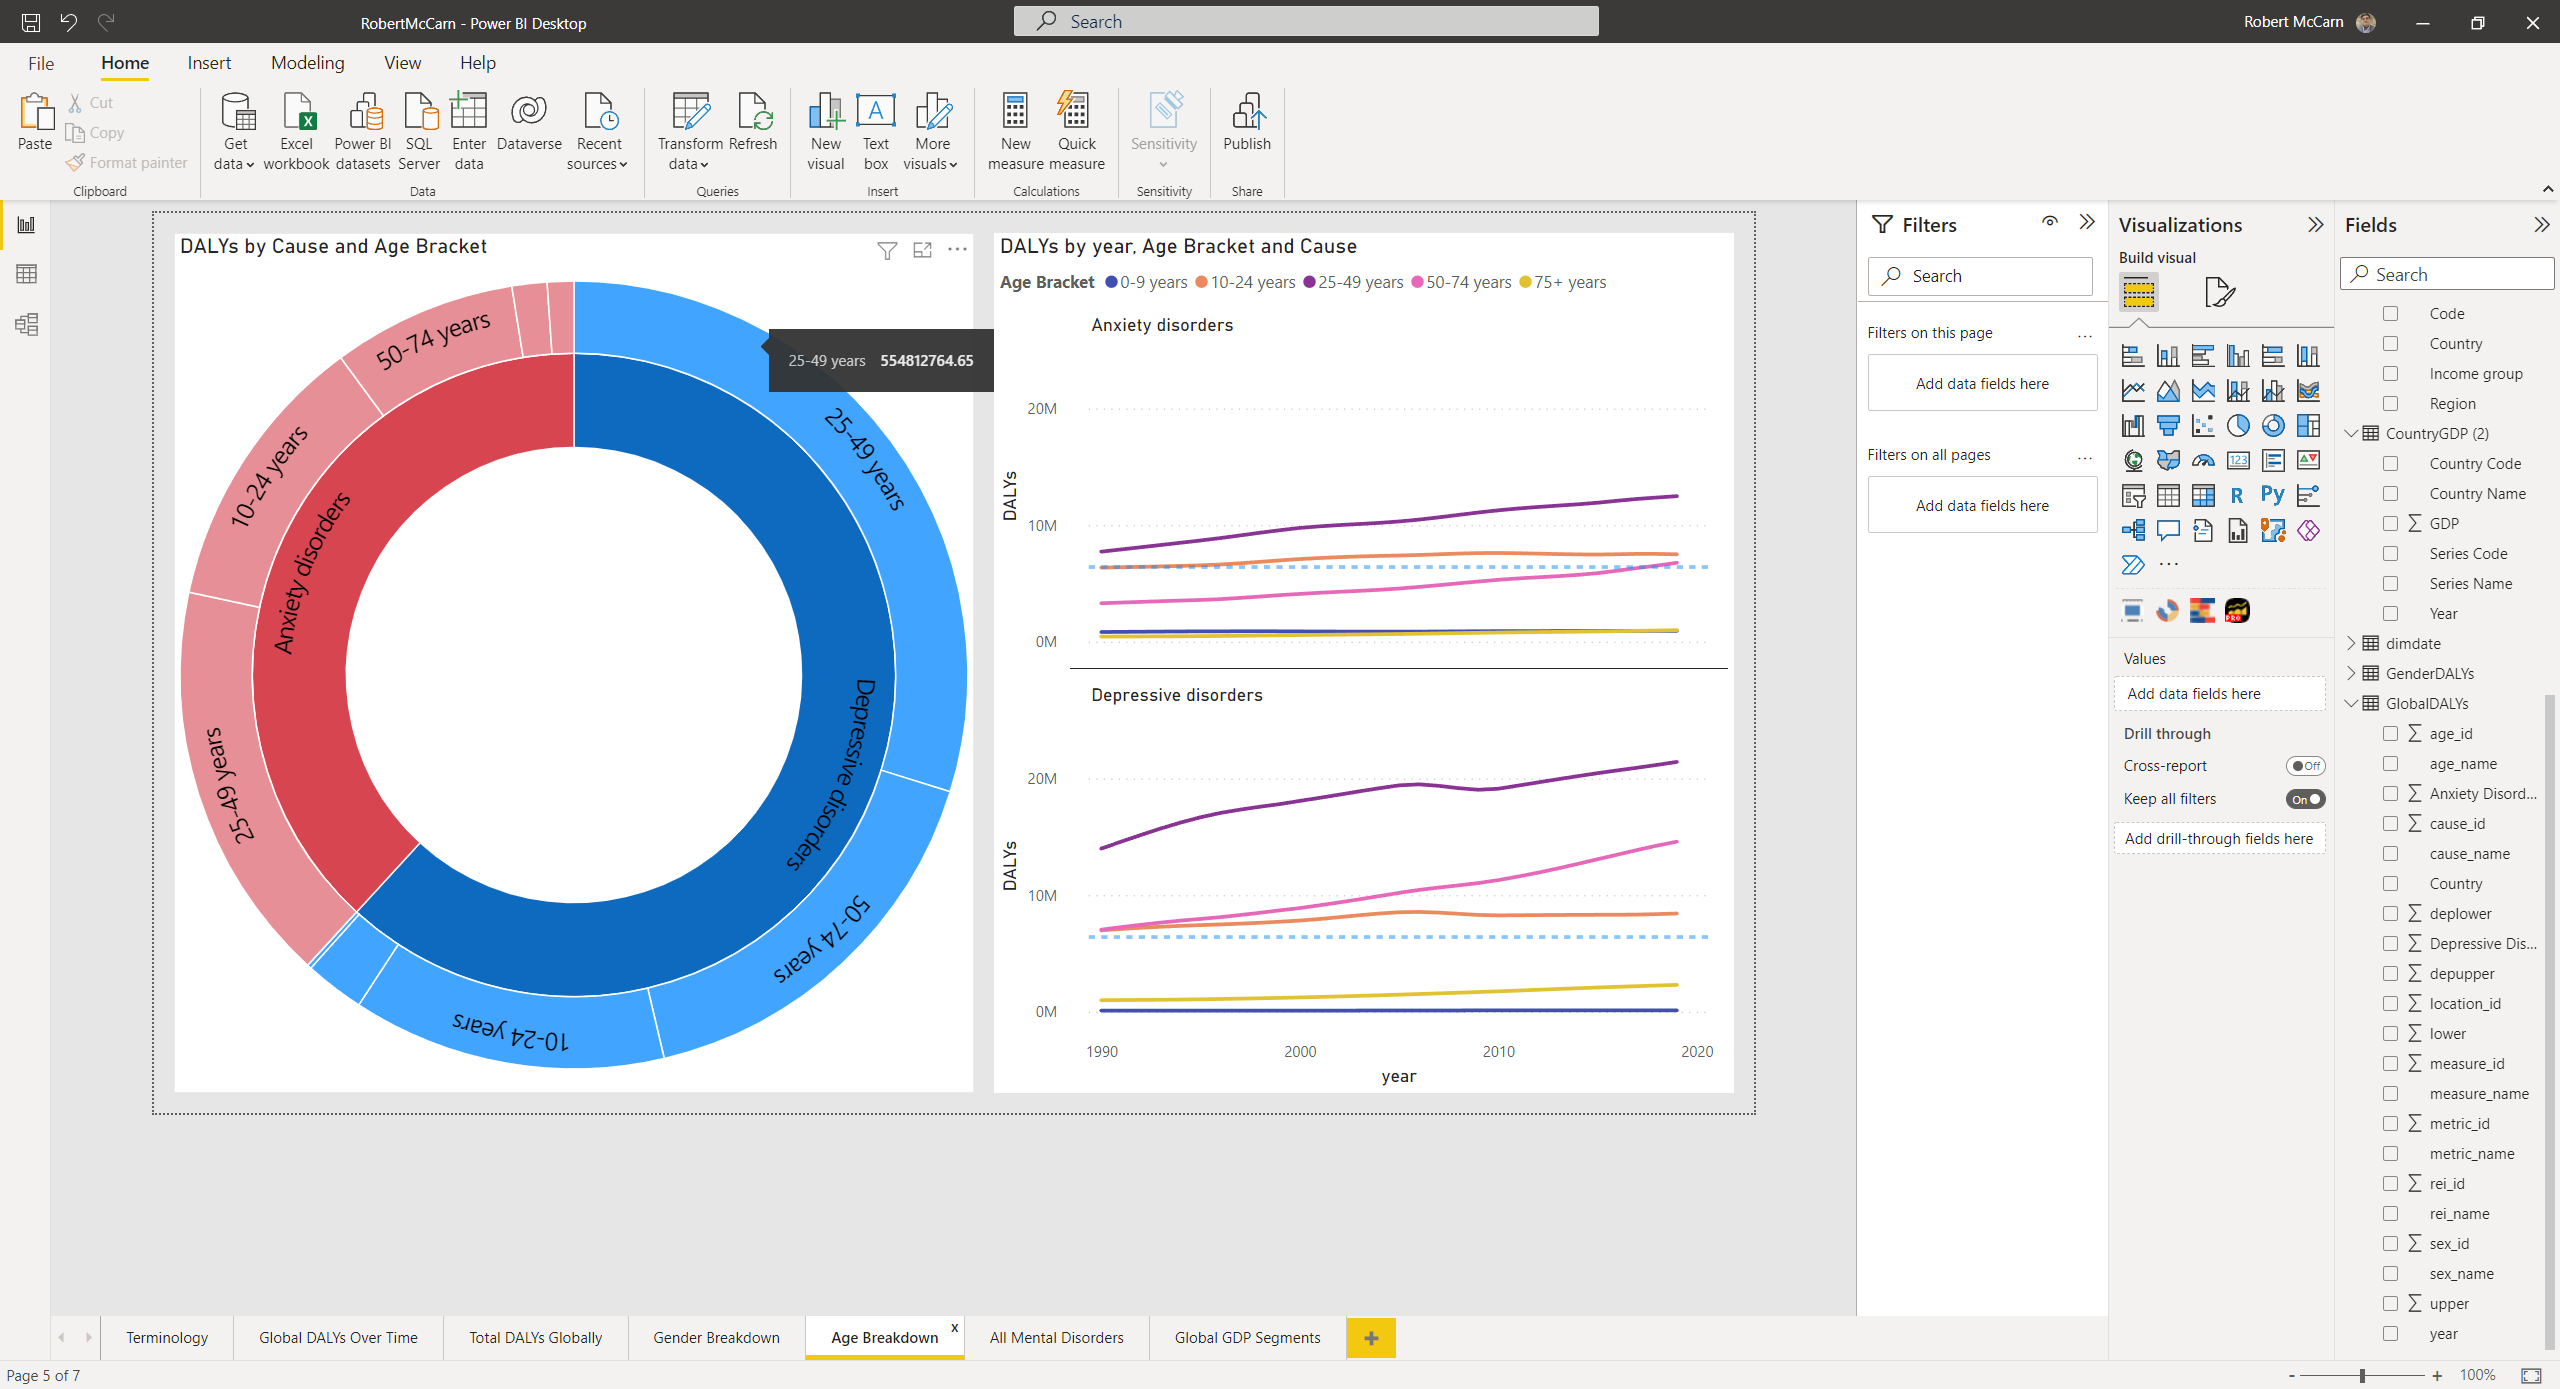 RobertMcCarn - Power BI Desktop
Search
Robert McCarn
File Home Insert Modeling View Help
Paste
Cut
Copy
Format painter
Clipboard
Get data
Excel workbook
Power BI datasets
SQL Server
Enter data
Dataverse
Recent sources
Data
Transform data
Refresh
Queries
New visual
A
Text box
More visuals
Insert
New measure
Quick measure
Calculations
Sensitivity
Sensitivity
Publish
Share
DALYs by Cause and Age Bracket
50-74 years
10-24 years
25-49 years
Anxiety disorders
25-49 years
50-74 years
10-24 years
Depressive disorders
25-49 years 554812764.65
DALYs by year, Age Bracket and Cause
Age Bracket 0-9 years 10-24 years 25-49 years 50-74 years 75+ years
Anxiety disorders
20M
10M
0M
DALYs
Depressive disorders
20M
10M
0M
DALYs
1990 2000 2010 2020
year
Filters
Search
Filters on this page
...
Add data fields here
Filters on all pages
...
Add data fields here
Visualizations
Build visual
123
R
Py
...
PRO
Values
Add data fields here
Drill through
Cross-report
Off
Keep all filters
On
Add drill-through fields here
Fields
Search
Code
Country
Income group
Region
CountryGDP (2)
Country Code
Country Name
∑ GDP
Series Code
Series Name
Year
dimdate
GenderDALYs
GlobalDALYs
∑ age_id
age_name
∑ Anxiety Disord...
∑ cause_id
cause_name
Country
∑ deplower
∑ Depressive Dis...
∑ depupper
∑ location_id
∑ lower
∑ measure_id
measure_name
∑ metric_id
metric_name
∑ rei_id
rei_name
∑ sex_id
sex_name
∑ upper
year
Terminology
Global DALYs Over Time
Total DALYs Globally
Gender Breakdown
Age Breakdown
x
All Mental Disorders
Global GDP Segments
+
Page 5 of 7
- + 100%